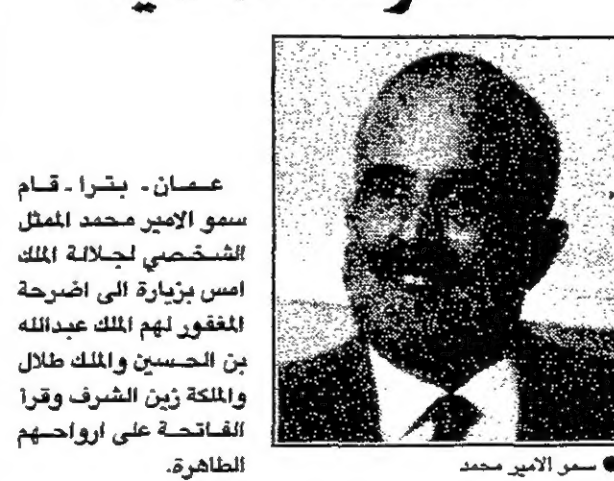 عمان - بترا - قام
سمو الامير محمد الممثل
الشخصي لجلالة الملك
امس بزيارة الى اضرحة
المغفور لهم الملك عبدالله
بن الحسين والملك طلال
والملكة زين الشرف وقرأ
الفاتحة على ارواحهم
الطاهرة.
● سمو الامير محمد